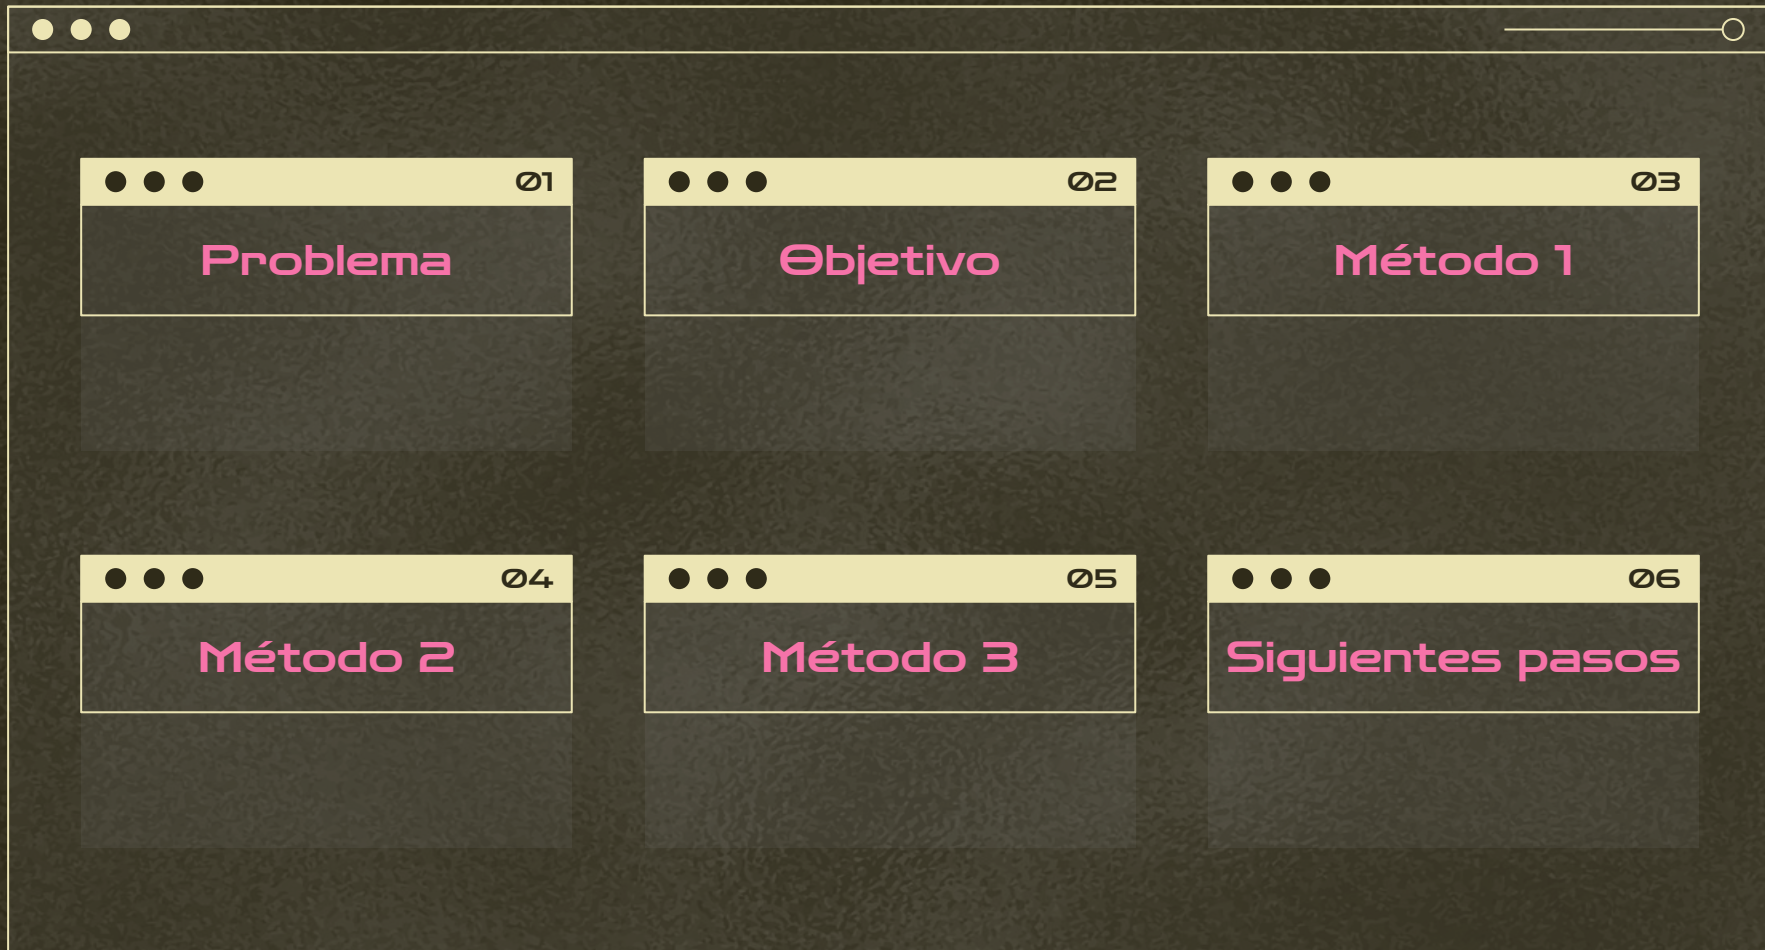 01
Problema
02
Objetivo
03
Método 1
04
Método 2
05
Método 3
06
Siguientes pasos